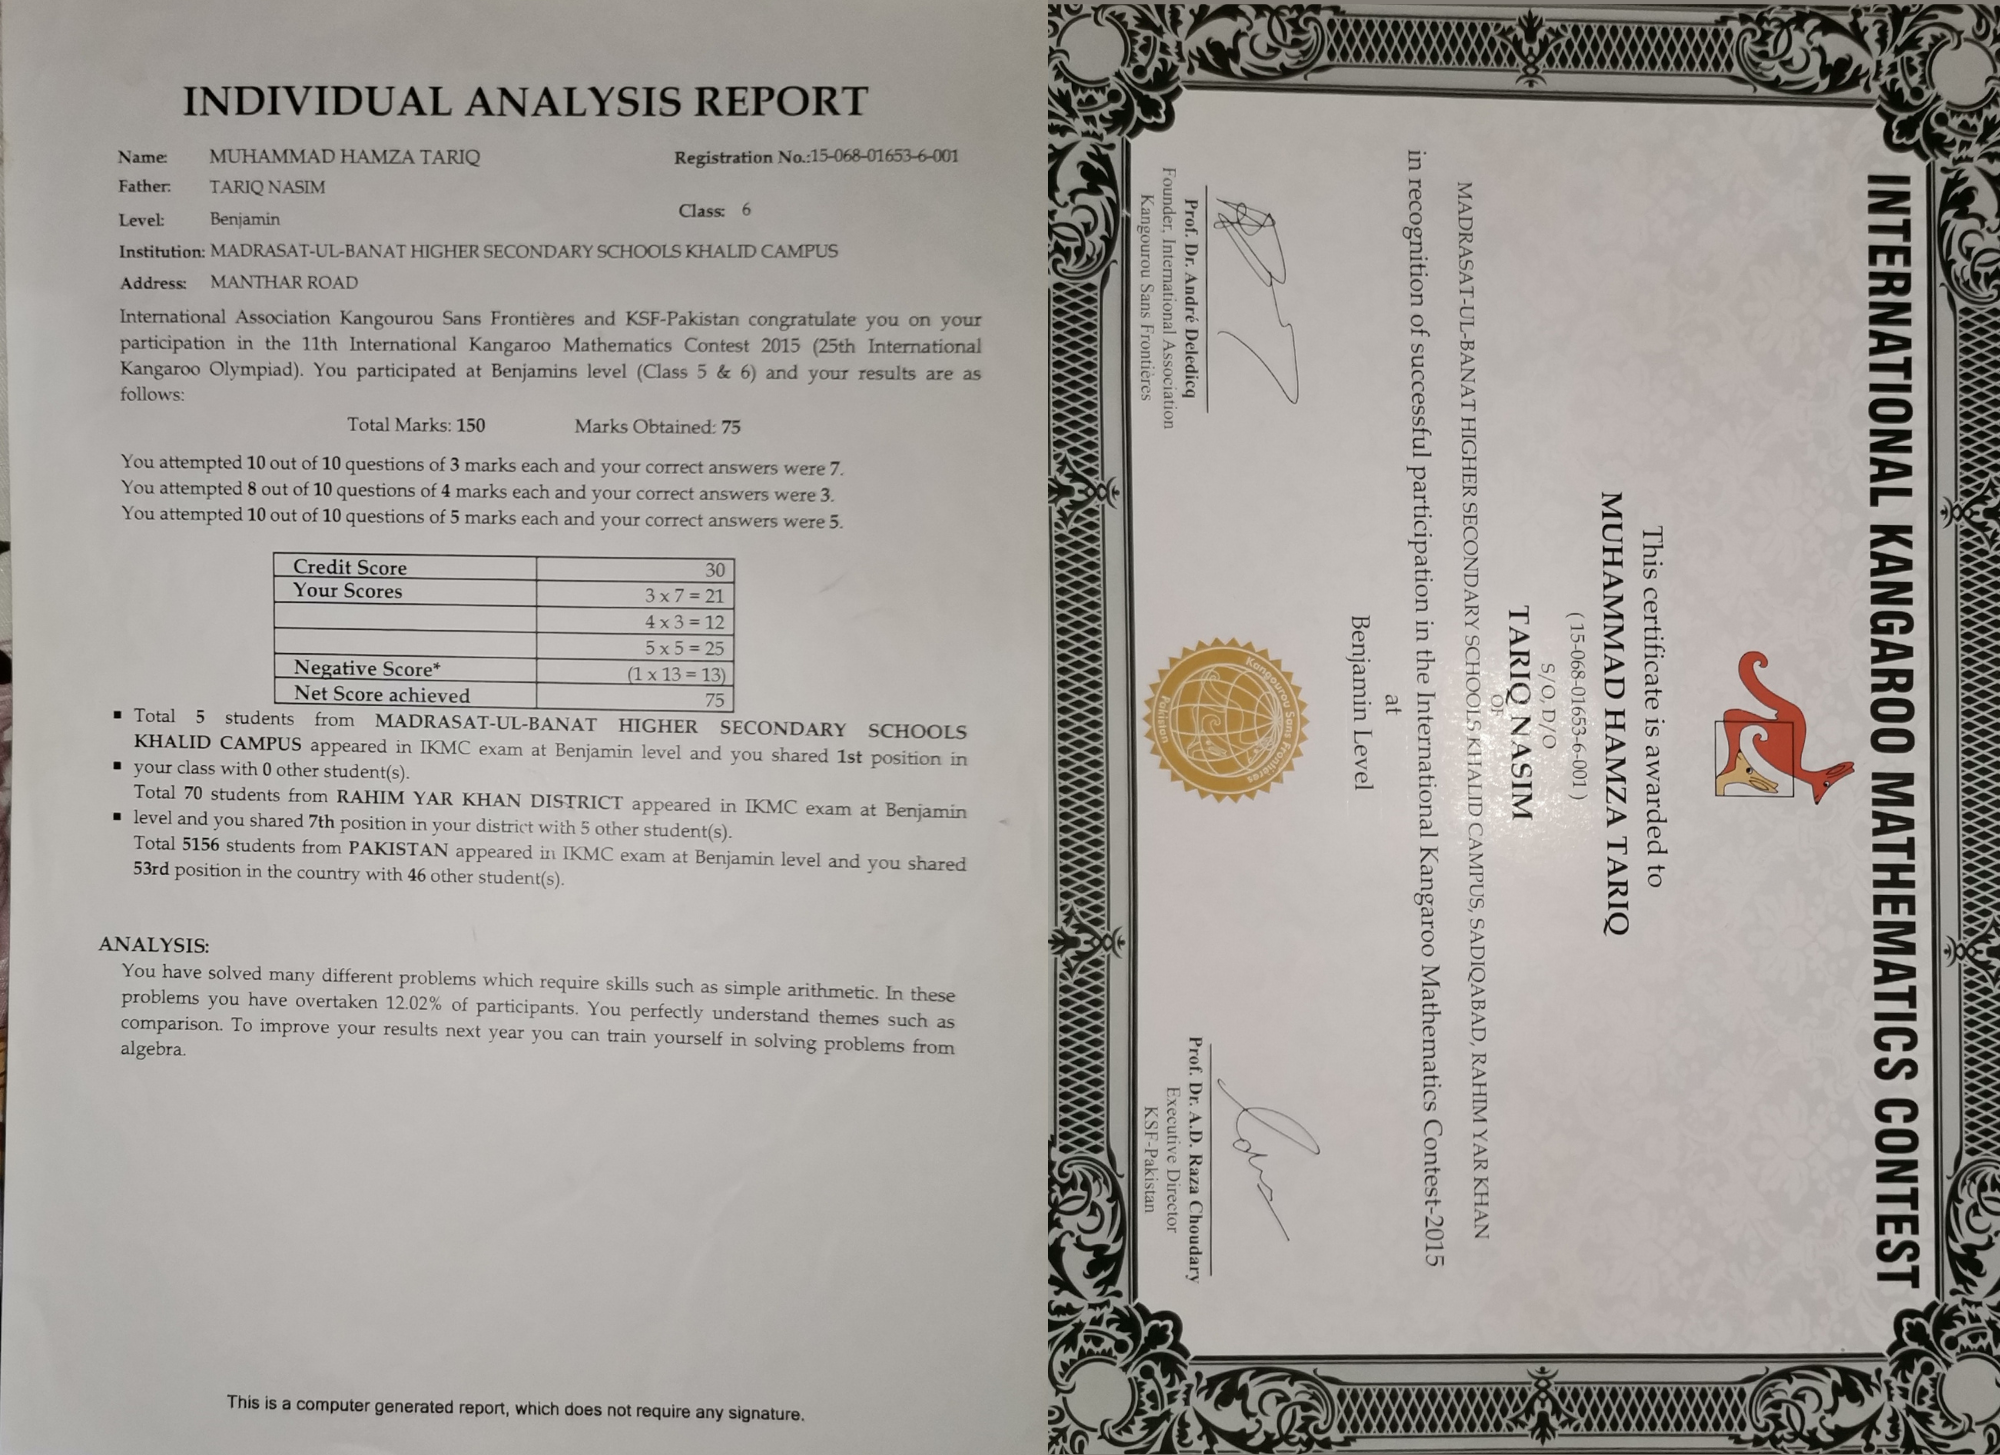 INDIVIDUAL ANALYSIS REPORT
Name: MUHAMMAD HAMZA TARIQ Registration No.:15-068-01653-6-001
Father: TARIQ NASIM
Level: Benjamin Class: 6
Institution: MADRASAT-UL-BANAT HIGHER SECONDARY SCHOOLS KHALID CAMPUS
Address: MANTHAR ROAD
International Association Kangourou Sans Frontières and KSF-Pakistan congratulate you on your
participation in the 11th International Kangaroo Mathematics Contest 2015 (25th International
Kangaroo Olympiad). You participated at Benjamins level (Class 5 & 6) and your results are as
follows:
Total Marks: 150 Marks Obtained: 75
You attempted 10 out of 10 questions of 3 marks each and your correct answers were 7.
You attempted 8 out of 10 questions of 4 marks each and your correct answers were 3.
You attempted 10 out of 10 questions of 5 marks each and your correct answers were 5.
Credit Score 30
Your Scores 3 x 7 = 21
4 x 3 = 12
5 x 5 = 25
Negative Score* (1 x 13 = 13)
Net Score achieved 75
▪ Total 5 students from MADRASAT-UL-BANAT HIGHER SECONDARY SCHOOLS
KHALID CAMPUS appeared in IKMC exam at Benjamin level and you shared 1st position in
▪ your class with 0 other student(s).
Total 70 students from RAHIM YAR KHAN DISTRICT appeared in IKMC exam at Benjamin
▪ level and you shared 7th position in your district with 5 other student(s).
Total 5156 students from PAKISTAN appeared in IKMC exam at Benjamin level and you shared
53rd position in the country with 46 other student(s).
ANALYSIS:
You have solved many different problems which require skills such as simple arithmetic. In these
problems you have overtaken 12.02% of participants. You perfectly understand themes such as
comparison. To improve your results next year you can train yourself in solving problems from
algebra.
This is a computer generated report, which does not require any signature.
INTERNATIONAL KANGAROO MATHEMATICS CONTEST
This certificate is awarded to
MUHAMMAD HAMZA TARIQ
( 15-068-01653-6-001 )
S/O, D/O
TARIQ NASIM
OF
MADRASAT-UL-BANAT HIGHER SECONDARY SCHOOLS KHALID CAMPUS, SADIQABAD, RAHIM YAR KHAN
in recognition of successful participation in the International Kangaroo Mathematics Contest-2015
at
Benjamin Level
Kangourou Sans Frontières
Pakistan
Prof. Dr. André Deledicq
Founder, International Association
Kangourou Sans Frontières
Prof. Dr. A.D. Raza Choudary
Executive Director
KSF-Pakistan